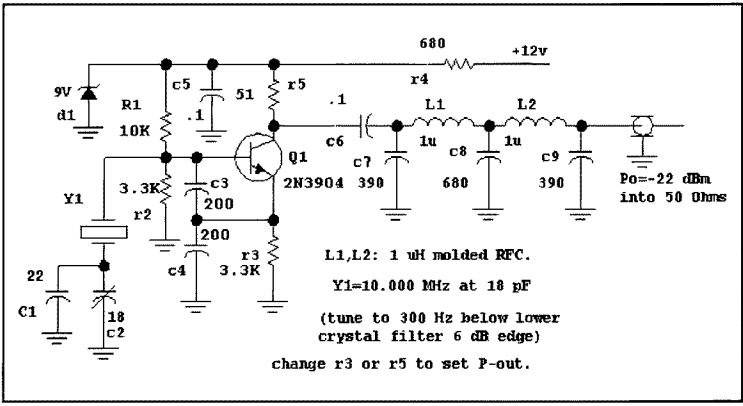 680
+12v
r4
9V
d1
R1
10K
c5
.1
51
r5
.1
c6
L1
1u
L2
1u
c7
390
c8
680
c9
390
Q1
2N3904
Po=-22 dBm
into 50 Ohms
Y1
3.3K
r2
c3
200
200
c4
r3
3.3K
22
C1
18
c2
L1,L2: 1 uH molded RFC.
Y1=10.000 MHz at 18 pF
(tune to 300 Hz below lower
crystal filter 6 dB edge)
change r3 or r5 to set P-out.